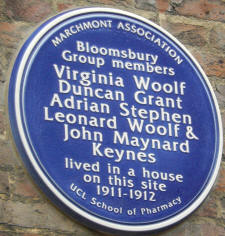 MARCHMONT ASSOCIATION
Bloomsbury
Group members
Virginia Woolf
Duncan Grant
Adrian Stephen
Leonard Woolf &
John Maynard
Keynes
lived in a house
on this site
1911-1912
UCL School of Pharmacy